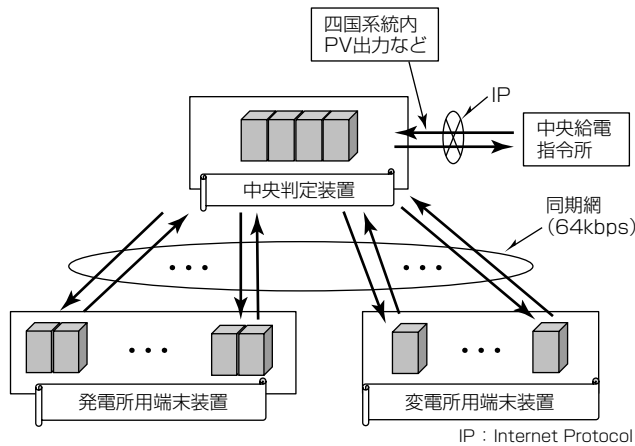 四国系統内
PV出力など
IP
中央給電
指令所
中央判定装置
同期網
(64kbps)
• • •
• • •
• • •
• • •
発電所用端末装置
変電所用端末装置
IP : Internet Protocol